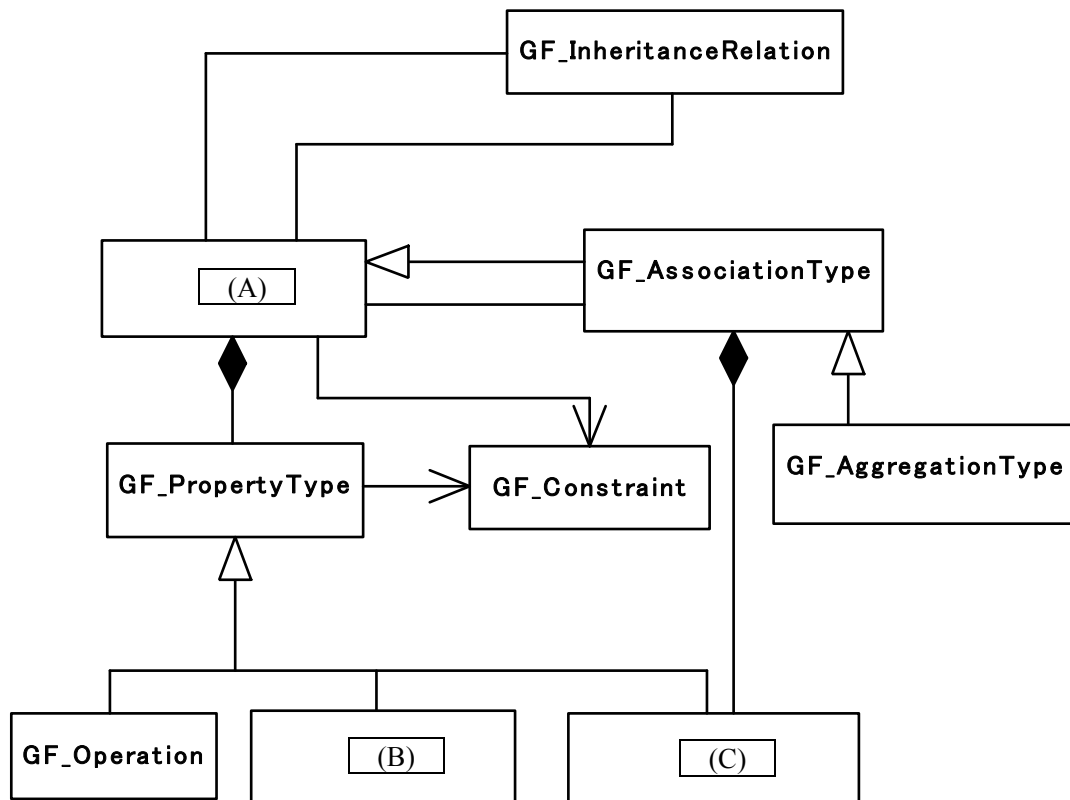 GF_InheritanceRelation
(A)
GF_AssociationType
GF_PropertyType
GF_Constraint
GF_AggregationType
GF_Operation
(B)
(C)